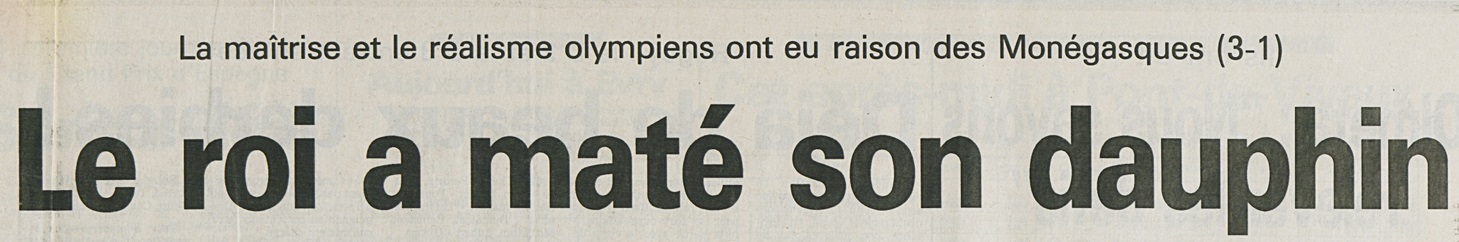 La maîtrise et le réalisme olympiens ont eu raison des Monégasques (3-1)
Le roi a maté son dauphin